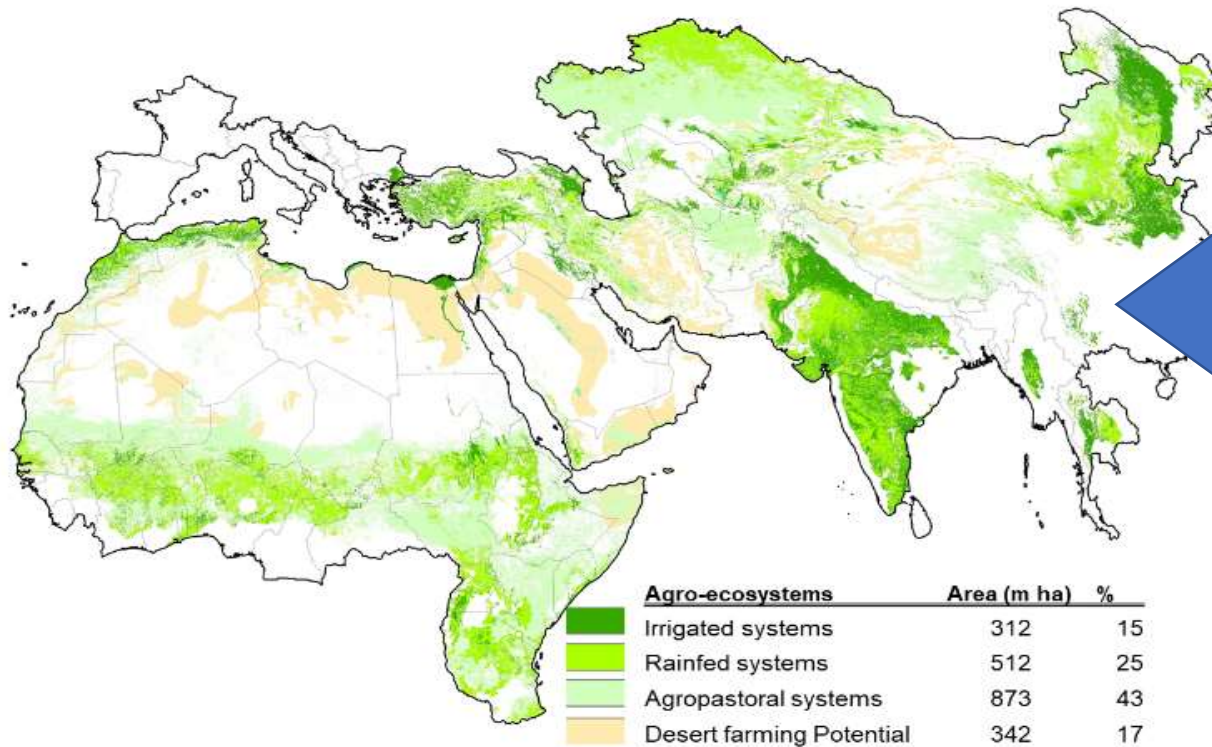 Agro-ecosystems Area (m ha) %
Irrigated systems 312 15
Rainfed systems 512 25
Agropastoral systems 873 43
Desert farming Potential 342 17